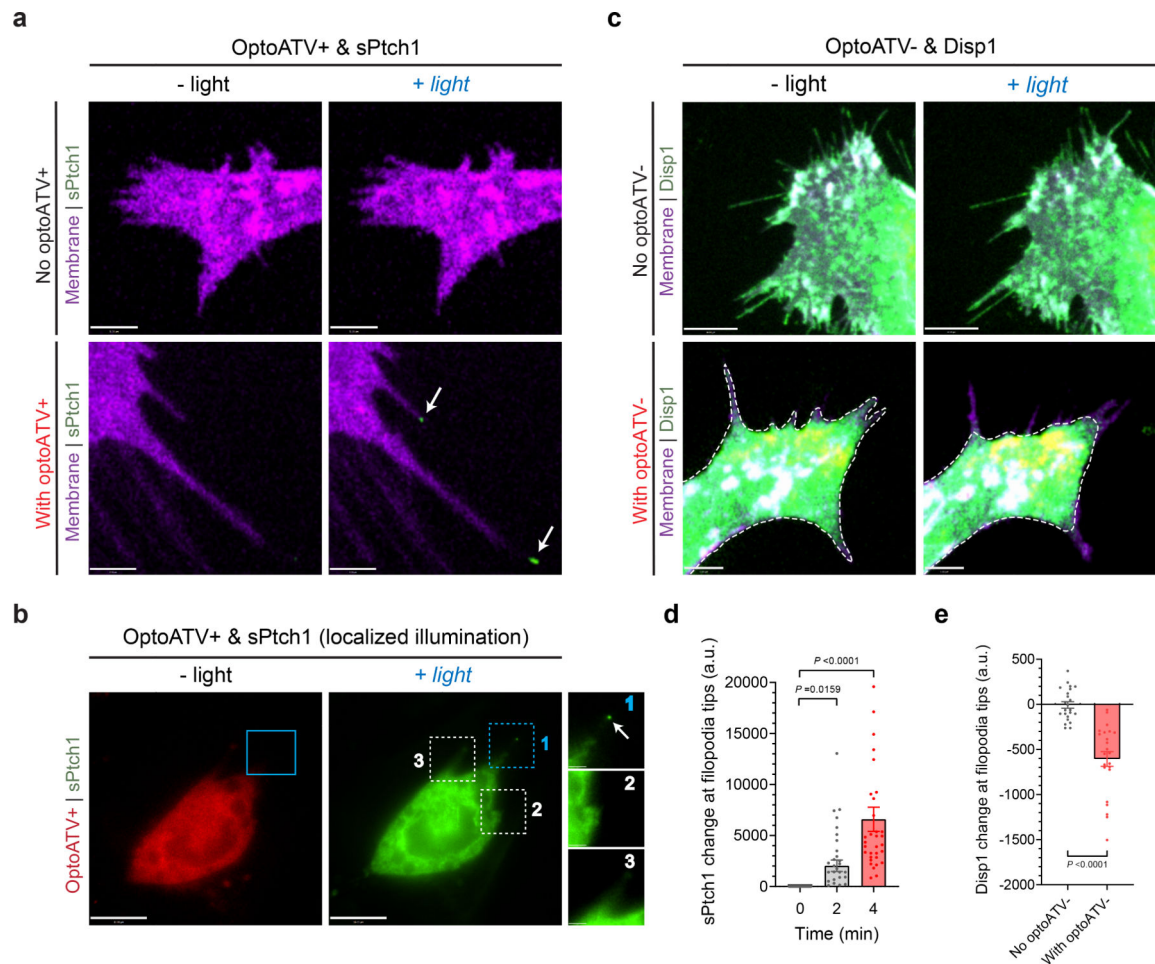 a
OptoATV+ & sPtch1
- light
+ light
No optoATV+
Membrane | sPtch1
With optoATV+
Membrane | sPtch1
b
OptoATV+ & sPtch1 (localized illumination)
- light
+ light
OptoATV+ | sPtch1
3
1
2
1
2
3
c
OptoATV- & Disp1
- light
+ light
No optoATV-
Membrane | Disp1
With optoATV-
Membrane | Disp1
d
sPtch1 change at filopodia tips (a.u.)
P <0.0001
P =0.0159
20000
15000
10000
5000
0
0 2 4
Time (min)
e
Disp1 change at filopodia tips (a.u.)
500
0
-500
-1000
-1500
-2000
P <0.0001
No optoATV-
With optoATV-